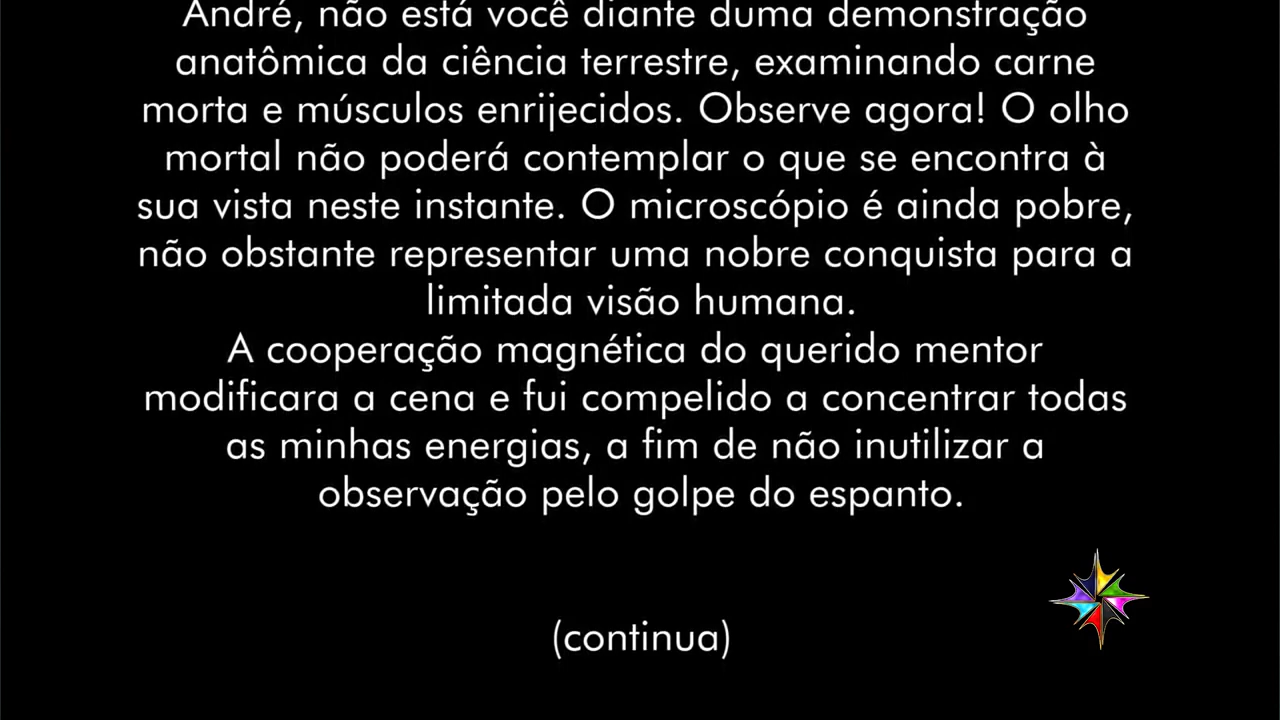 André, não está você diante duma demonstração
anatômica da ciência terrestre, examinando carne
morta e músculos enrijecidos. Observe agora! O olho
mortal não poderá contemplar o que se encontra à
sua vista neste instante. O microscópio é ainda pobre,
não obstante representar uma nobre conquista para a
limitada visão humana.
A cooperação magnética do querido mentor
modificara a cena e fui compelido a concentrar todas
as minhas energias, a fim de não inutilizar a
observação pelo golpe do espanto.
(continua)